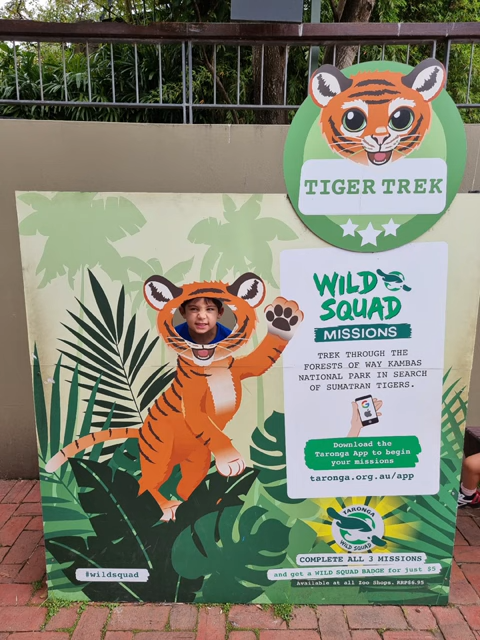 TIGER TREK
WILD
SQUAD
MISSIONS
TREK THROUGH THE
FORESTS OF WAY KAMBAS
NATIONAL PARK IN SEARCH
OF SUMATRAN TIGERS.
Download the
Taronga App to begin
your missions
taronga.org.au/app
TARONGA
WILD SQUAD
COMPLETE ALL 3 MISSIONS
and get a WILD SQUAD BADGE for just $5
Available at all Zoo Shops. RRP$6.95
#wildsquad